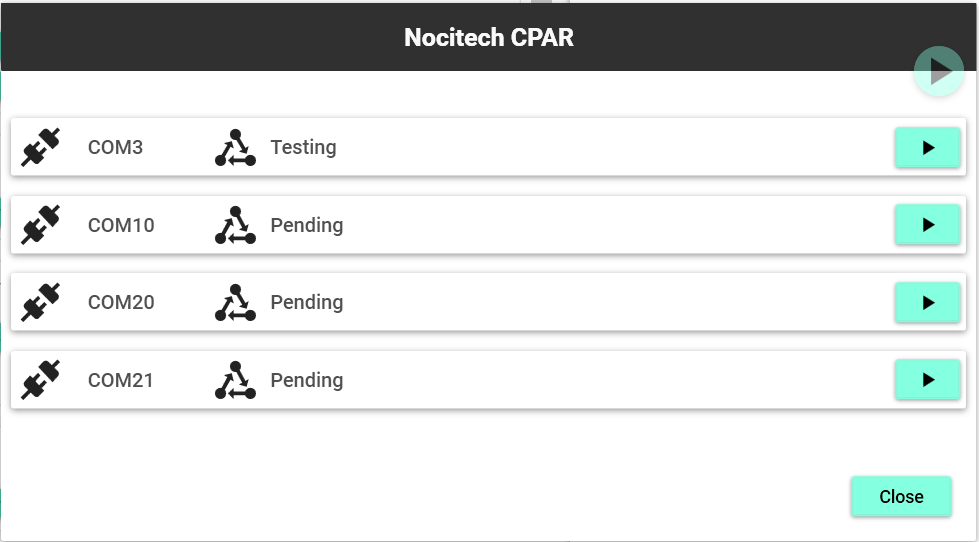 Nocitech CPAR
COM3 Testing
COM10 Pending
COM20 Pending
COM21 Pending
Close